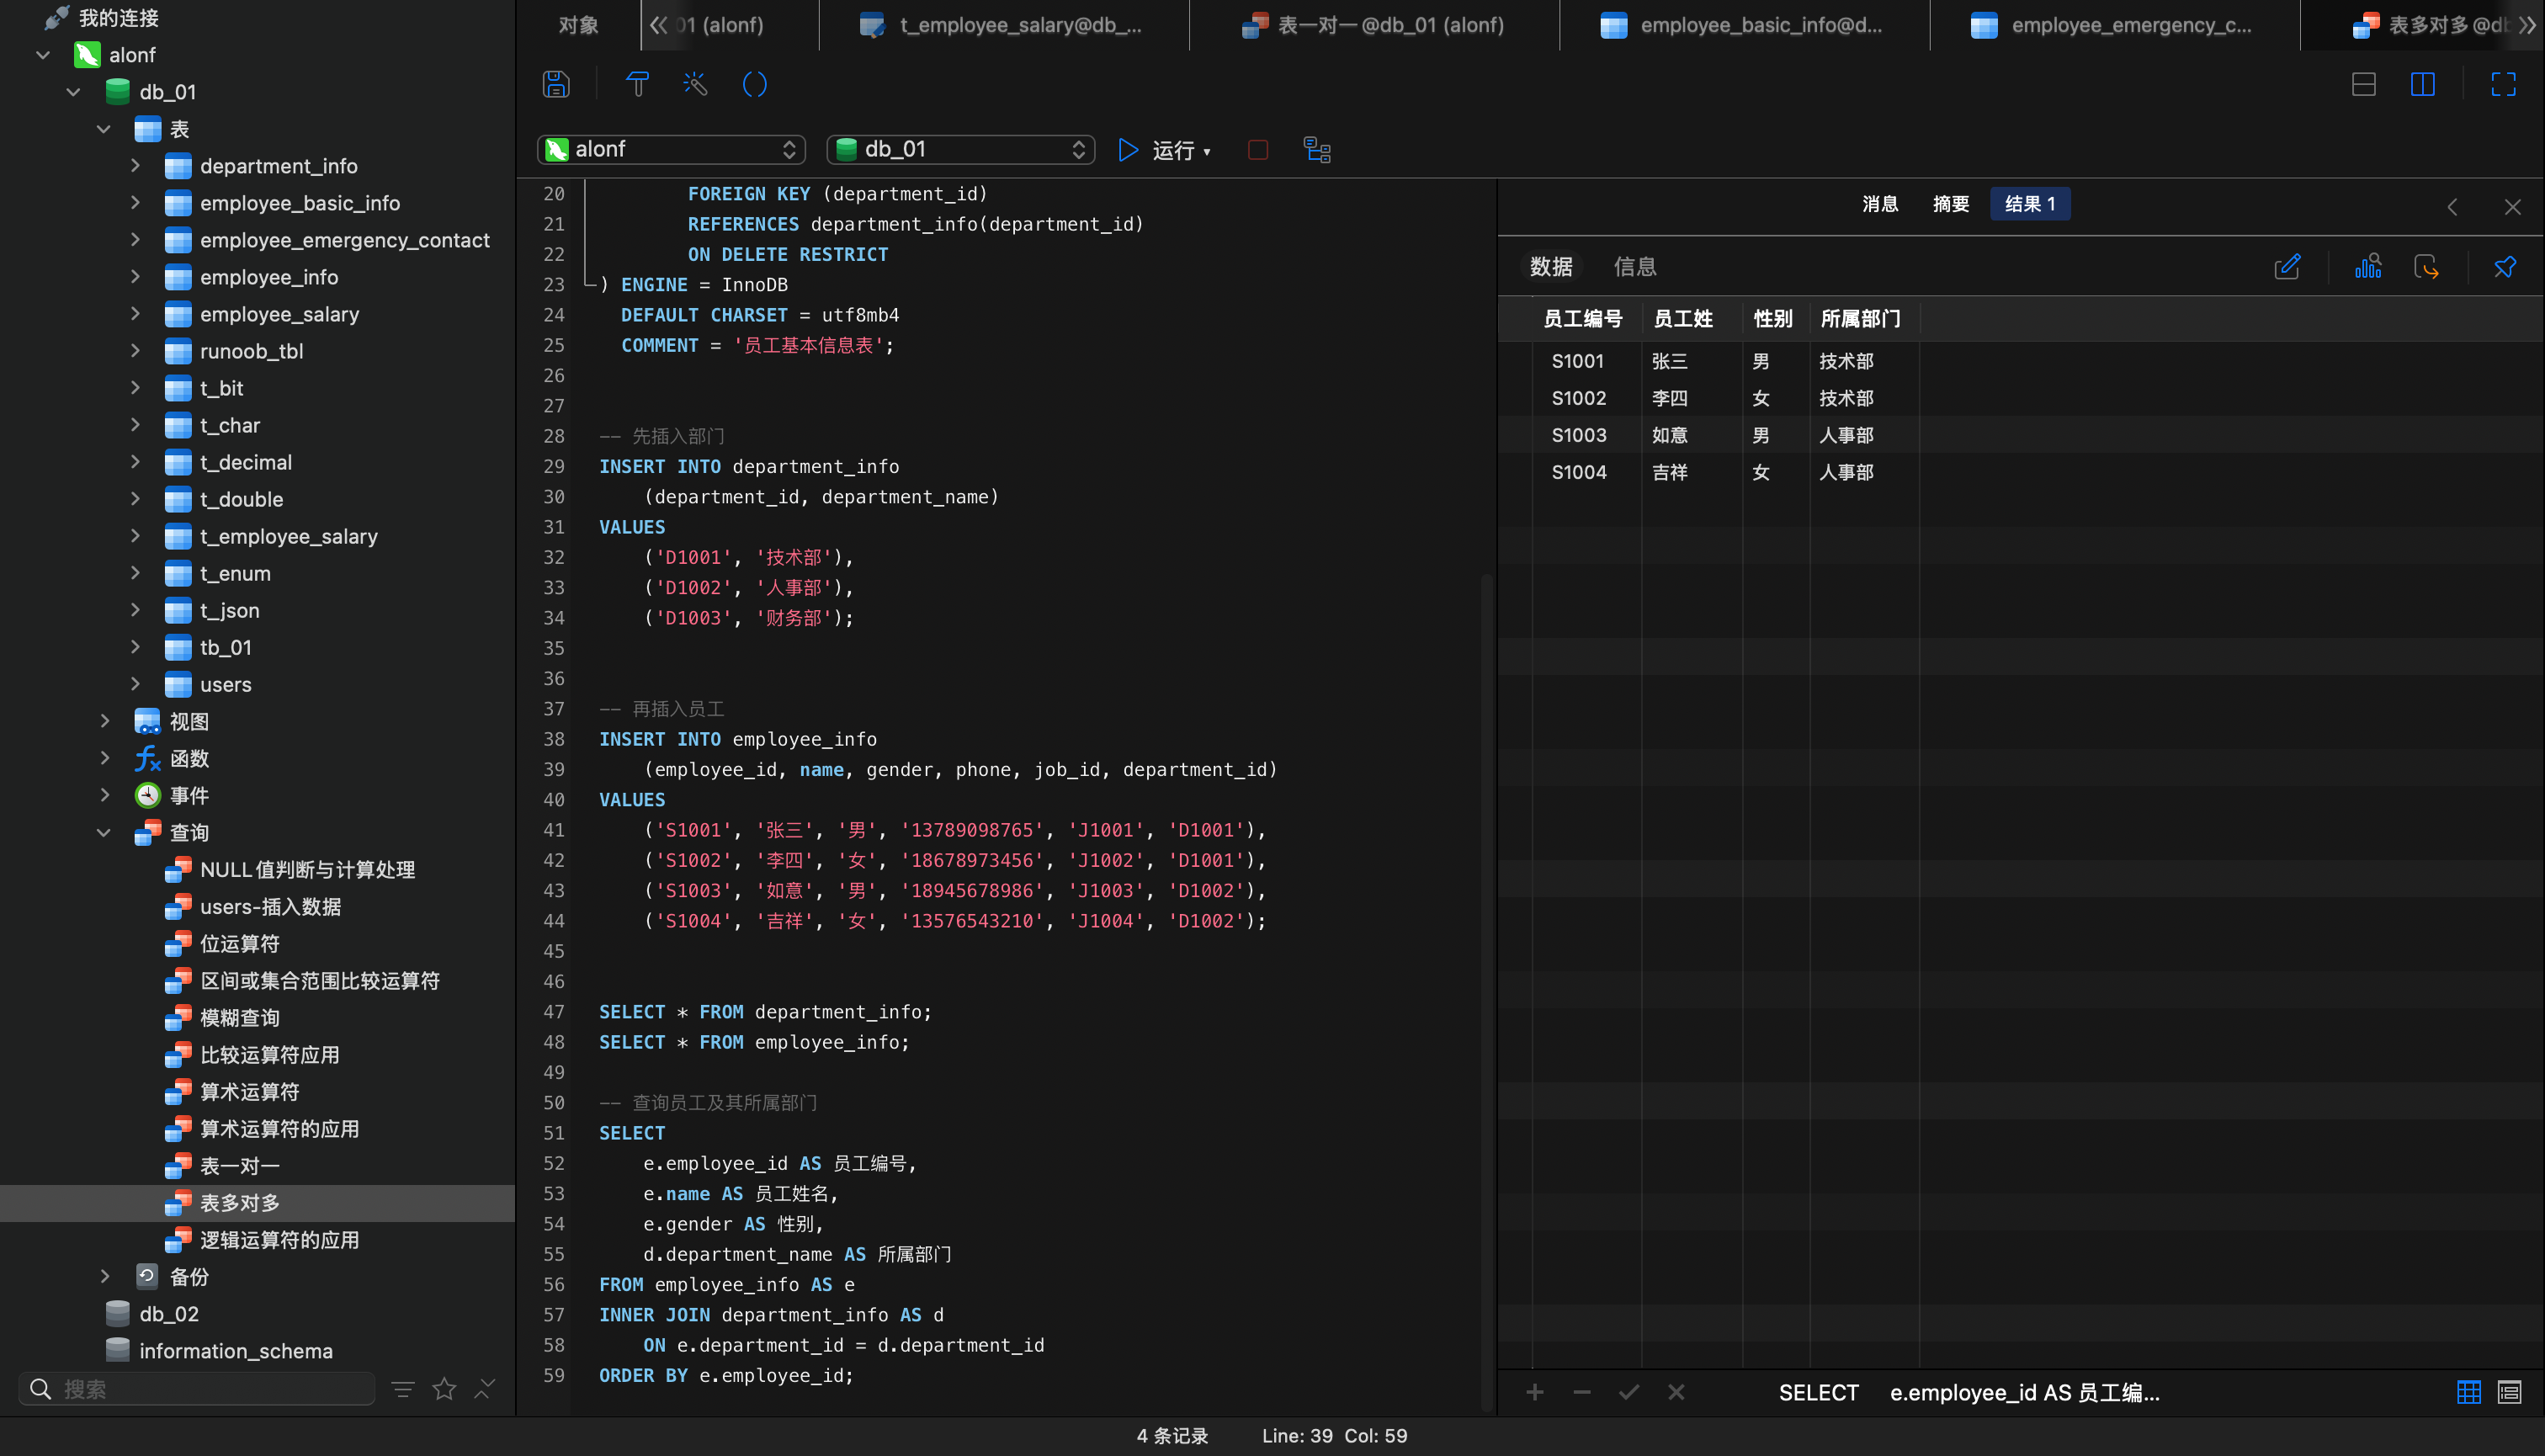 我的连接
alonf
db_01
表
department_info
employee_basic_info
employee_emergency_contact
employee_info
employee_salary
runoob_tbl
t_bit
t_char
t_decimal
t_double
t_employee_salary
t_enum
t_json
tb_01
users
视图
函数
事件
查询
NULL值判断与计算处理
users-插入数据
位运算符
区间或集合范围比较运算符
模糊查询
比较运算符应用
算术运算符
算术运算符的应用
表一对一
表多对多
逻辑运算符的应用
备份
db_02
information_schema
搜索
对象
01 (alonf)
t_employee_salary@db_...
表一对一@db_01 (alonf)
employee_basic_info@d...
employee_emergency_c...
表多对多@db
alonf
db_01
运行
20 FOREIGN KEY (department_id)
21 REFERENCES department_info(department_id)
22 ON DELETE RESTRICT
23 ) ENGINE = InnoDB
24 DEFAULT CHARSET = utf8mb4
25 COMMENT = '员工基本信息表';
26
27
28 -- 先插入部门
29 INSERT INTO department_info
30 (department_id, department_name)
31 VALUES
32 ('D1001', '技术部'),
33 ('D1002', '人事部'),
34 ('D1003', '财务部');
35
36
37 -- 再插入员工
38 INSERT INTO employee_info
39 (employee_id, name, gender, phone, job_id, department_id)
40 VALUES
41 ('S1001', '张三', '男', '13789098765', 'J1001', 'D1001'),
42 ('S1002', '李四', '女', '18678973456', 'J1002', 'D1001'),
43 ('S1003', '如意', '男', '18945678986', 'J1003', 'D1002'),
44 ('S1004', '吉祥', '女', '13576543210', 'J1004', 'D1002');
45
46
47 SELECT * FROM department_info;
48 SELECT * FROM employee_info;
49
50 -- 查询员工及其所属部门
51 SELECT
52 e.employee_id AS 员工编号,
53 e.name AS 员工姓名,
54 e.gender AS 性别,
55 d.department_name AS 所属部门
56 FROM employee_info AS e
57 INNER JOIN department_info AS d
58 ON e.department_id = d.department_id
59 ORDER BY e.employee_id;
消息 摘要 结果 1
数据 信息
员工编号 员工姓 性别 所属部门
S1001 张三 男 技术部
S1002 李四 女 技术部
S1003 如意 男 人事部
S1004 吉祥 女 人事部
SELECT e.employee_id AS 员工编...
4 条记录 Line: 39 Col: 59